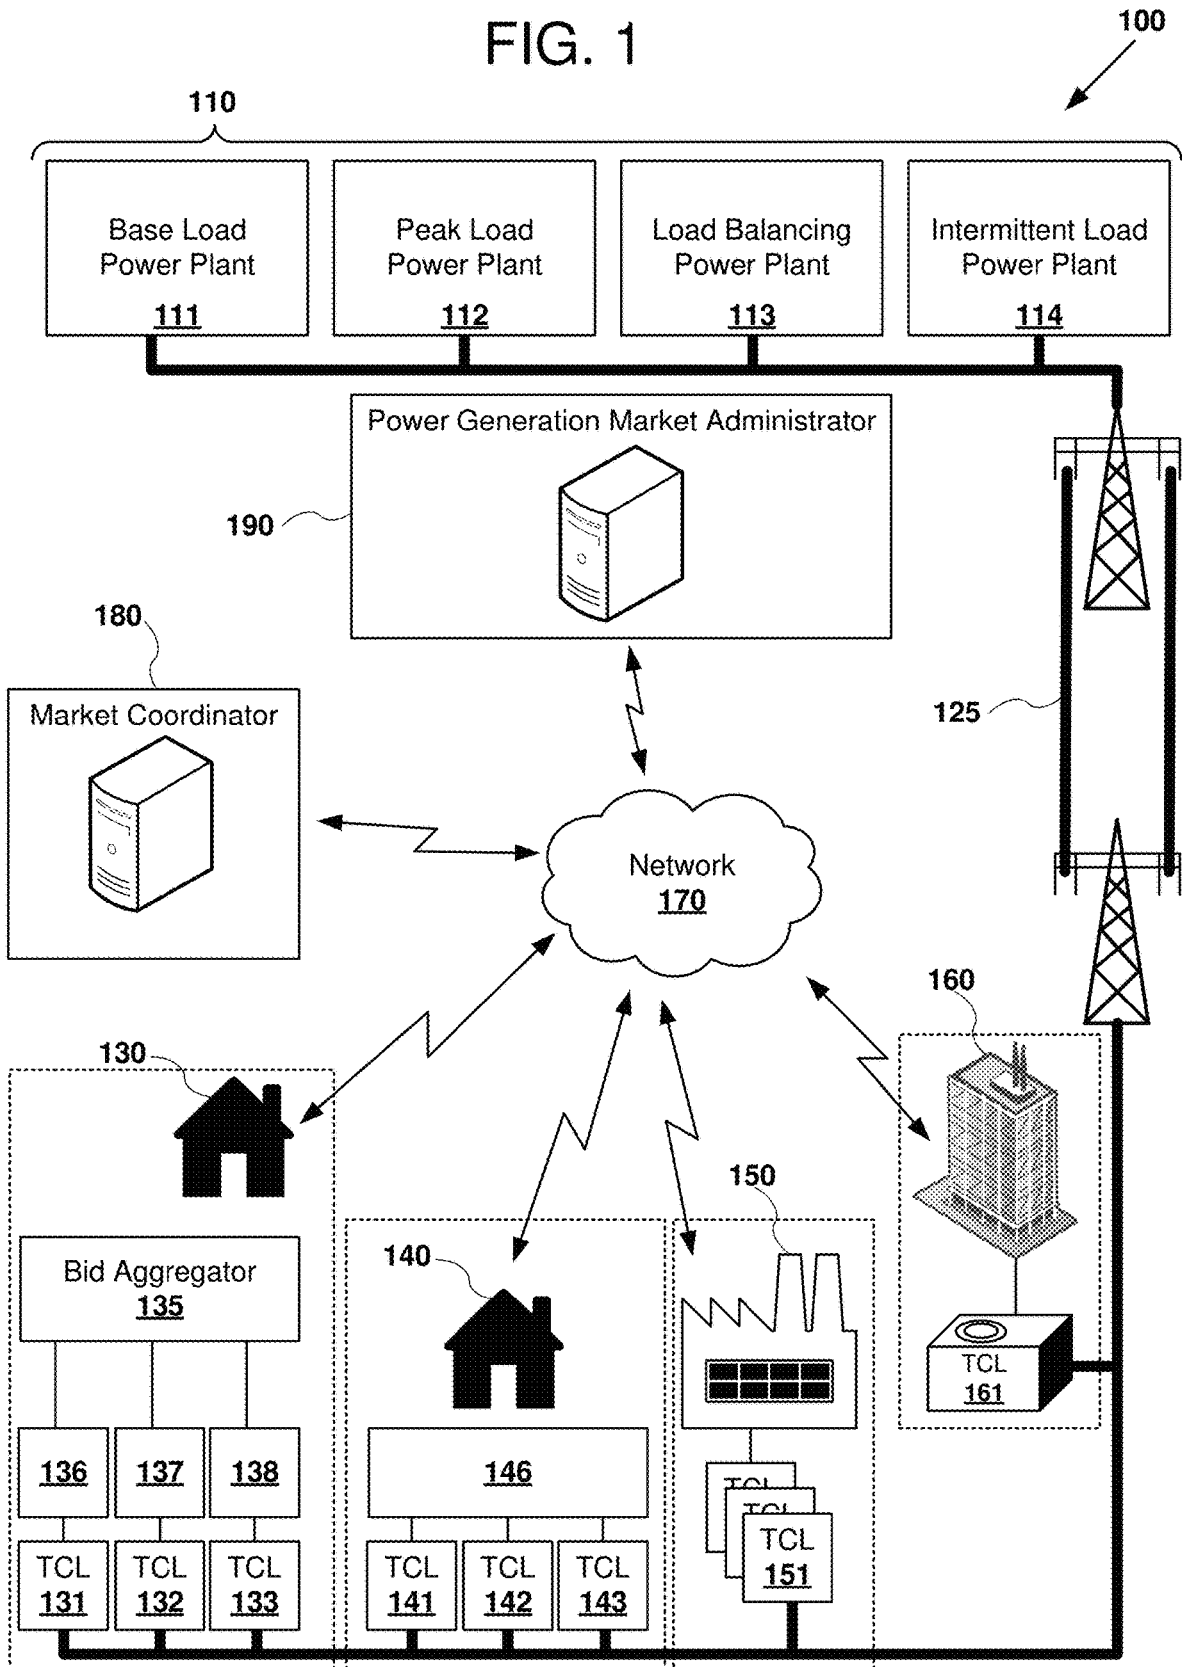 FIG. 1
100
110
Base Load
Power Plant
111
Peak Load
Power Plant
112
Load Balancing
Power Plant
113
Intermittent Load
Power Plant
114
Power Generation Market Administrator
190
180
Market Coordinator
125
Network
170
160
130
150
140
Bid Aggregator
135
TCL
161
136
137
138
146
TCL
TCL
TCL
131
TCL
132
TCL
133
TCL
141
TCL
142
TCL
143
TCL
151